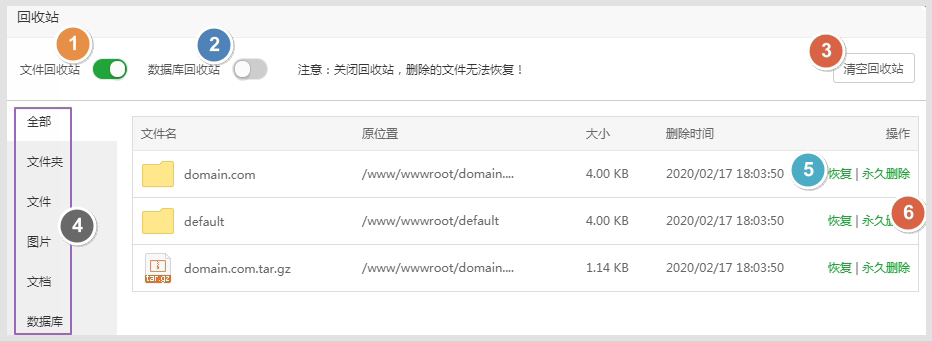 回收站
1 2 3
文件回收站 数据库回收站 注意：关闭回收站，删除的文件无法恢复！ 清空回收站
全部
文件夹
文件
4
图片
文档
数据库
文件名 原位置 大小 删除时间 操作
domain.com /www/wwwroot/domain.... 4.00 KB 2020/02/17 18:03:50 5 恢复 | 永久删除
default /www/wwwroot/default 4.00 KB 2020/02/17 18:03:50 恢复 | 永久 6
tar.gz domain.com.tar.gz /www/wwwroot/domain.... 1.14 KB 2020/02/17 18:03:50 恢复 | 永久删除